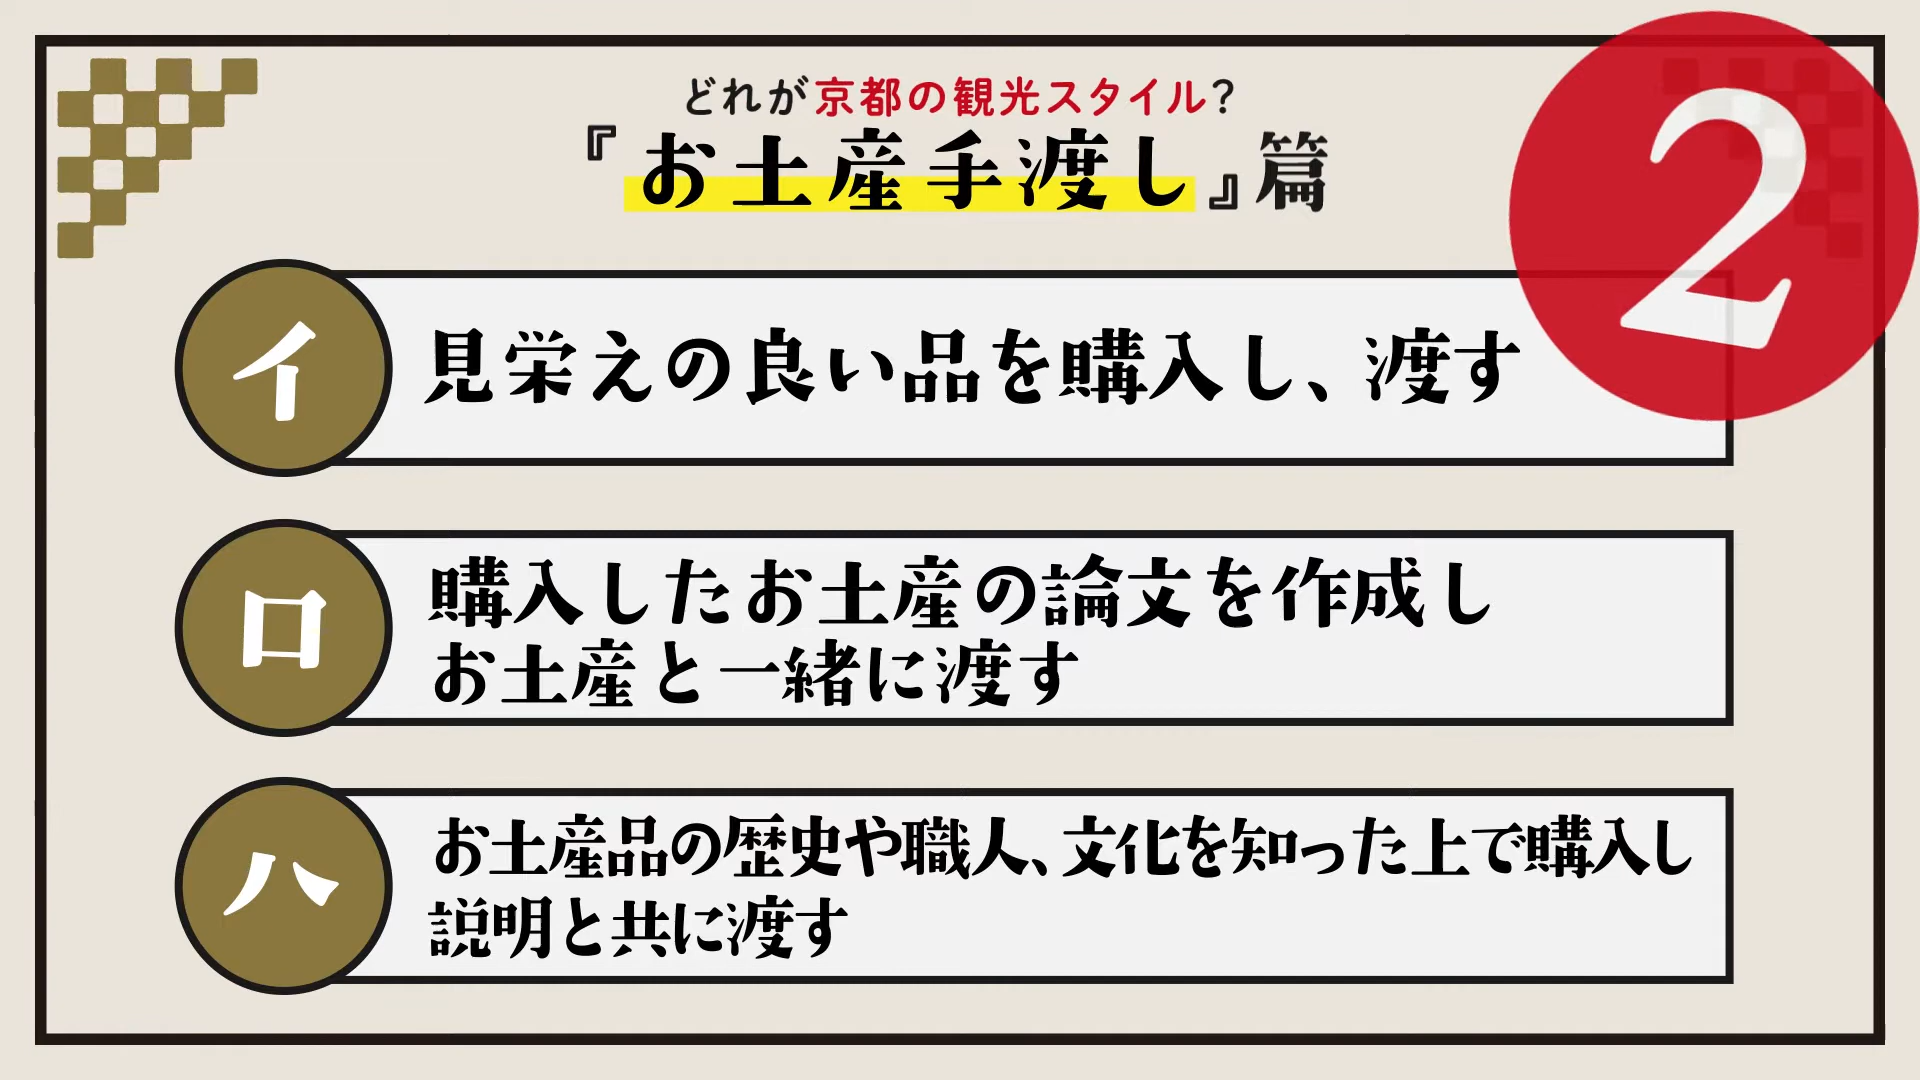 どれが京都の観光スタイル?
『お土産手渡し』篇
2
イ
見栄えの良い品を購入し、渡す
ロ
購入したお土産の論文を作成し
お土産と一緒に渡す
ハ
お土産品の歴史や職人、文化を知った上で購入し
説明と共に渡す